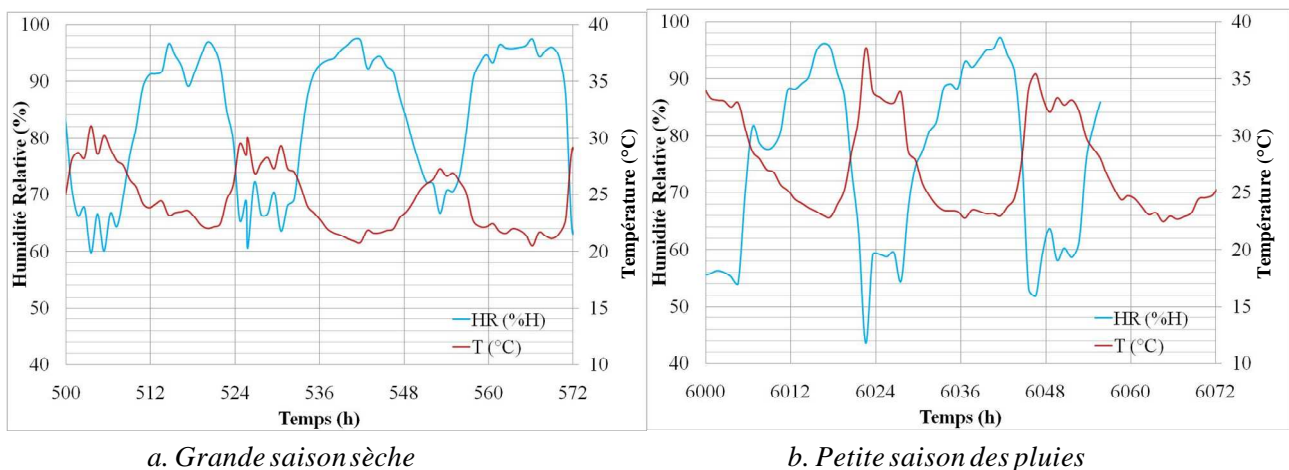 100
90
80
70
60
50
40
Humidité Relative (%)
40
35
30
25
20
15
10
Température (°C)
HR (%H)
T (°C)
500 512 524 536 548 560 572
Temps (h)
a. Grande saison sèche
100
90
80
70
60
50
40
Humidité Relative (%)
40
35
30
25
20
15
10
Température (°C)
HR (%H)
T (°C)
6000 6012 6024 6036 6048 6060 6072
Temps (h)
b. Petite saison des pluies